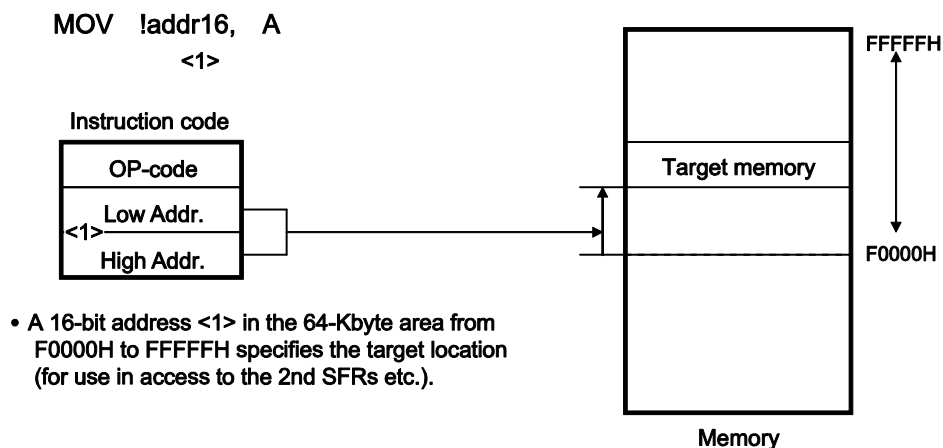 MOV !addr16, A
<1>
Instruction code
OP-code
Low Addr.
<1>
High Addr.
FFFFFH
Target memory
F0000H
• A 16-bit address <1> in the 64-Kbyte area from
F0000H to FFFFFH specifies the target location
(for use in access to the 2nd SFRs etc.).
Memory